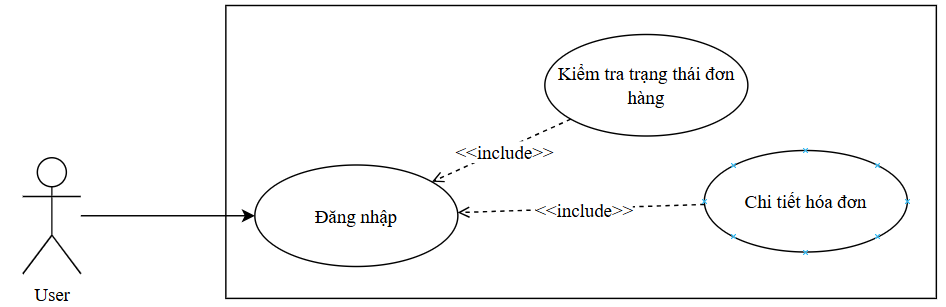 Kiểm tra trạng thái đơn
hàng
<<include>>
Chi tiết hóa đơn
<<include>>
Đăng nhập
User